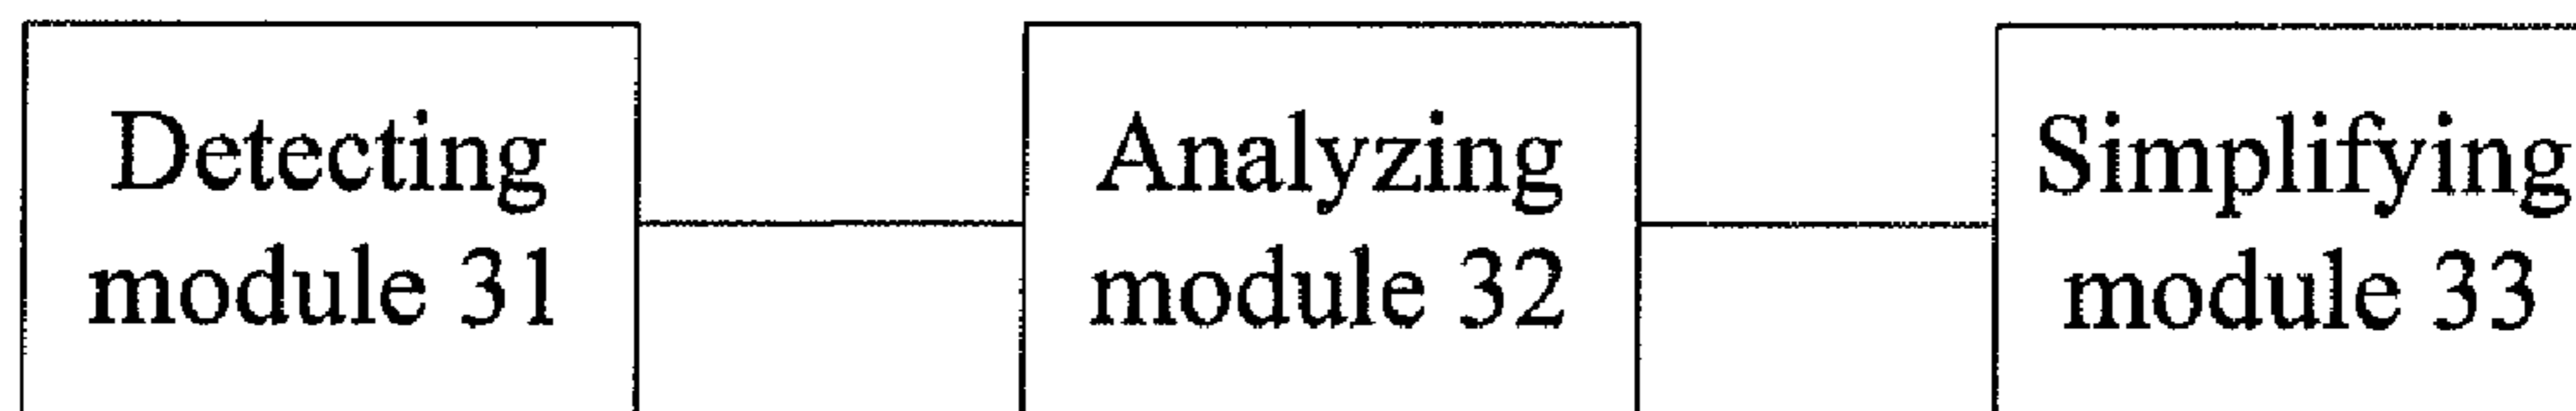 Detecting
module 31
Analyzing
module 32
Simplifying
module 33